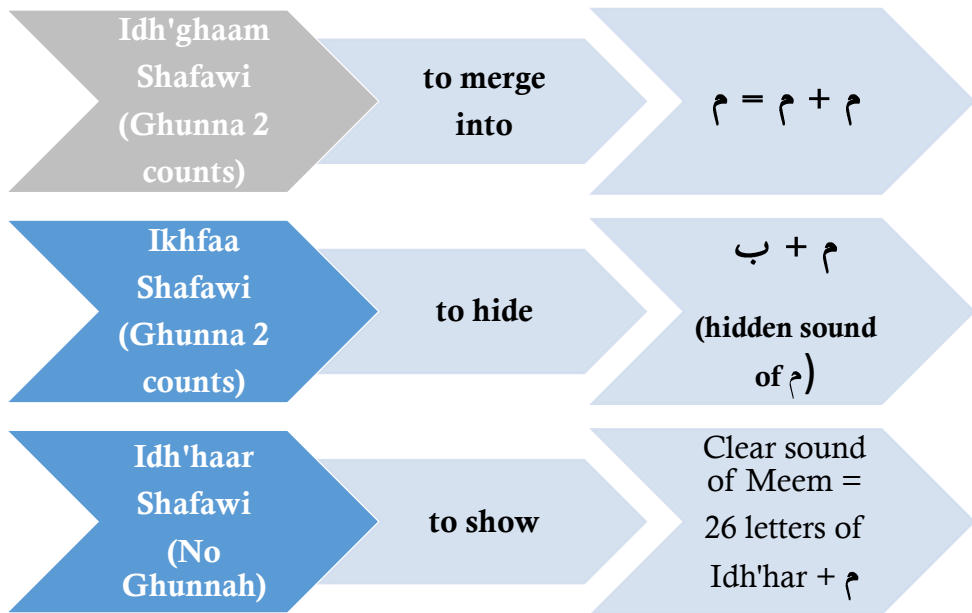 Idh'ghaam
Shafawi
(Ghunna 2
counts)
to merge
into
م + م = م
Ikhfaa
Shafawi
(Ghunna 2
counts)
to hide
م + ب
(hidden sound
of م)
Idh'haar
Shafawi
(No
Ghunnah)
to show
Clear sound
of Meem =
26 letters of
Idh'har + م